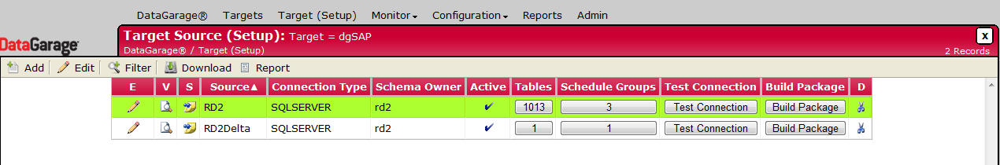 DataGarage® Targets Target (Setup) Monitor Configuration Reports Admin
DataGarage
Target Source (Setup): Target = dgSAP
x
DataGarage® / Target (Setup)
2 Records
Add Edit Filter Download Report
E V S Source▲ Connection Type Schema Owner Active Tables Schedule Groups Test Connection Build Package D
RD2 SQLSERVER rd2 1013 3 Test Connection Build Package
RD2Delta SQLSERVER rd2 1 1 Test Connection Build Package